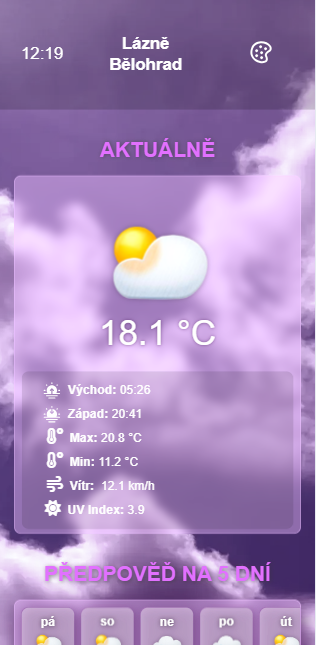 12:19
Lázně
Bělohrad
AKTUÁLNĚ
18.1 °C
Východ: 05:26
Západ: 20:41
Max: 20.8 °C
Min: 11.2 °C
Vítr: 12.1 km/h
UV Index: 3.9
PŘEDPOVĚĎ NA 5 DNÍ
pá so ne po út